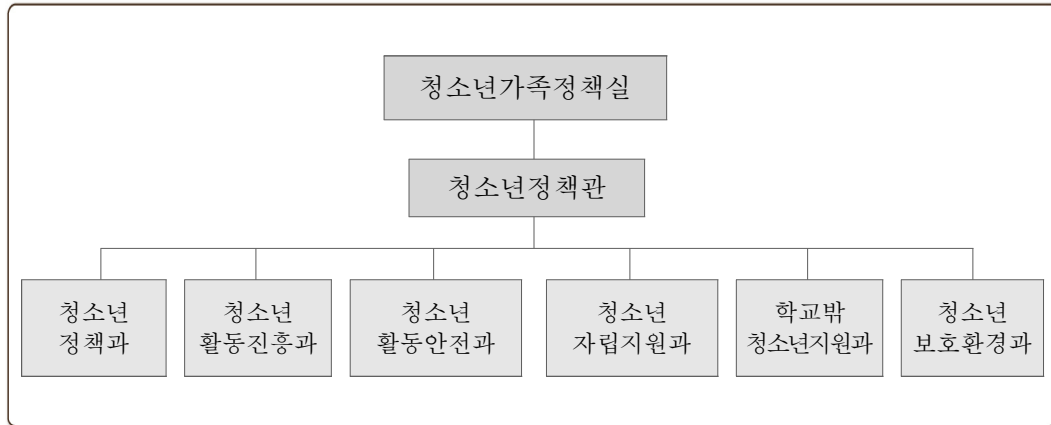 청소년가족정책실
청소년정책관
청소년
정책과
청소년
활동진흥과
청소년
활동안전과
청소년
자립지원과
학교밖
청소년지원과
청소년
보호환경과